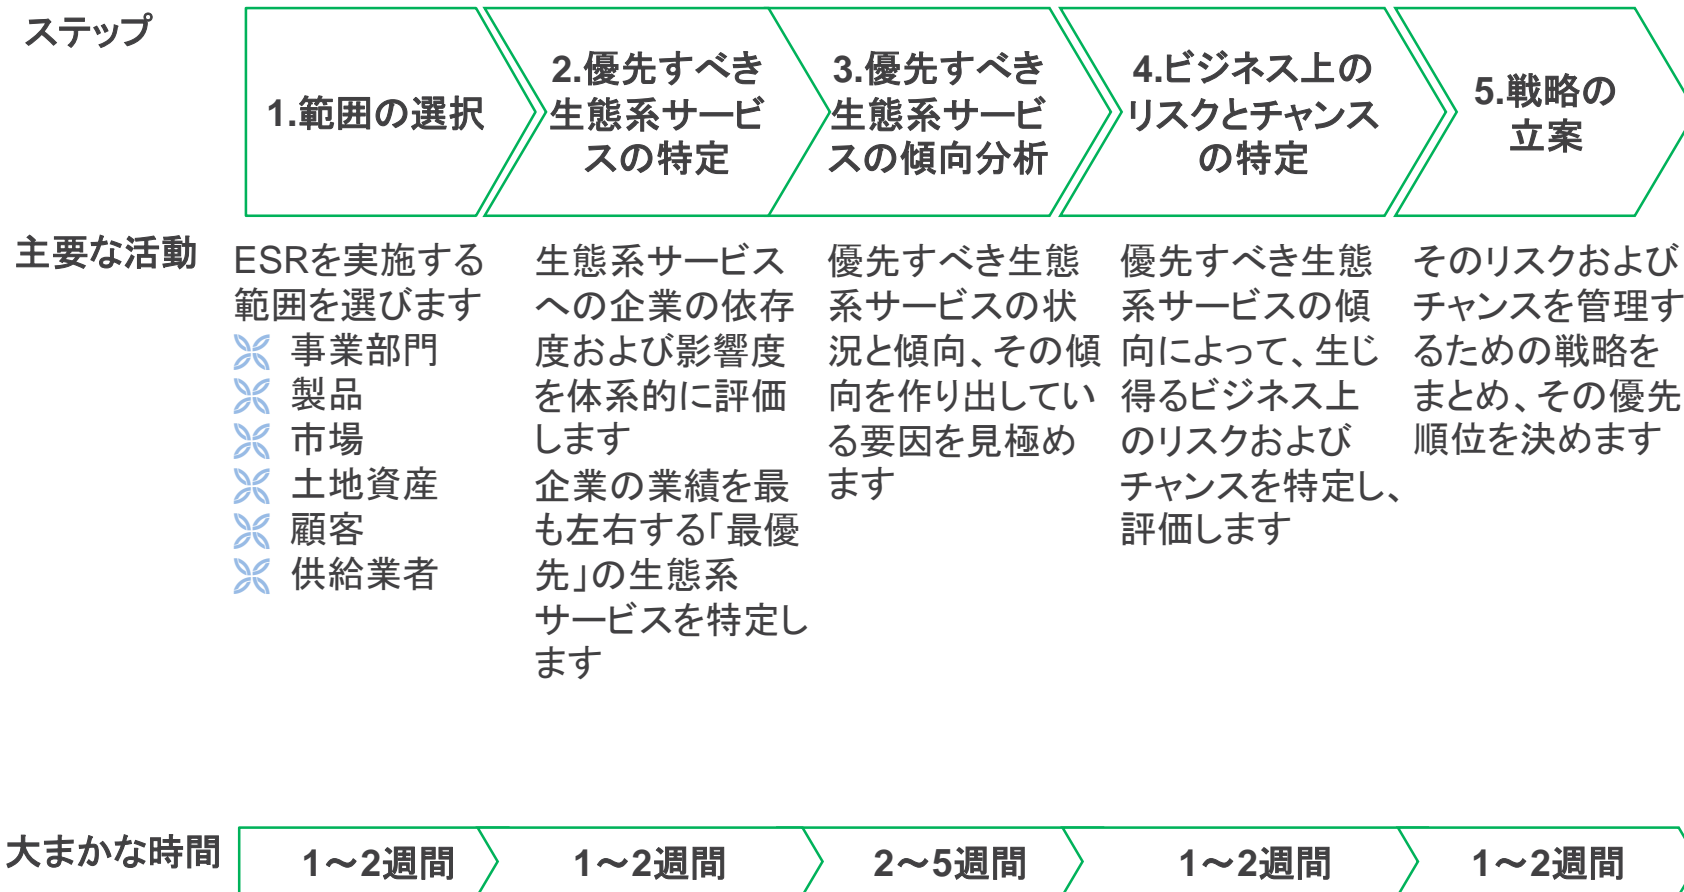 ステップ
1.範囲の選択
2.優先すべき
生態系サービ
スの特定
3.優先すべき
生態系サービ
スの傾向分析
4.ビジネス上の
リスクとチャンス
の特定
5.戦略の
立案
主要な活動
ESRを実施する
範囲を選びます
事業部門
製品
市場
土地資産
顧客
供給業者
生態系サービス
への企業の依存
度および影響度
を体系的に評価
します
企業の業績を最
も左右する「最優
先」の生態系
サービスを特定し
ます
優先すべき生態
系サービスの状
況と傾向、その傾
向を作り出してい
る要因を見極め
ます
優先すべき生態
系サービスの傾
向によって、生じ
得るビジネス上
のリスクおよび
チャンスを特定し、
評価します
そのリスクおよび
チャンスを管理す
るための戦略を
まとめ、その優先
順位を決めます
大まかな時間
1～2週間
1～2週間
2～5週間
1～2週間
1～2週間